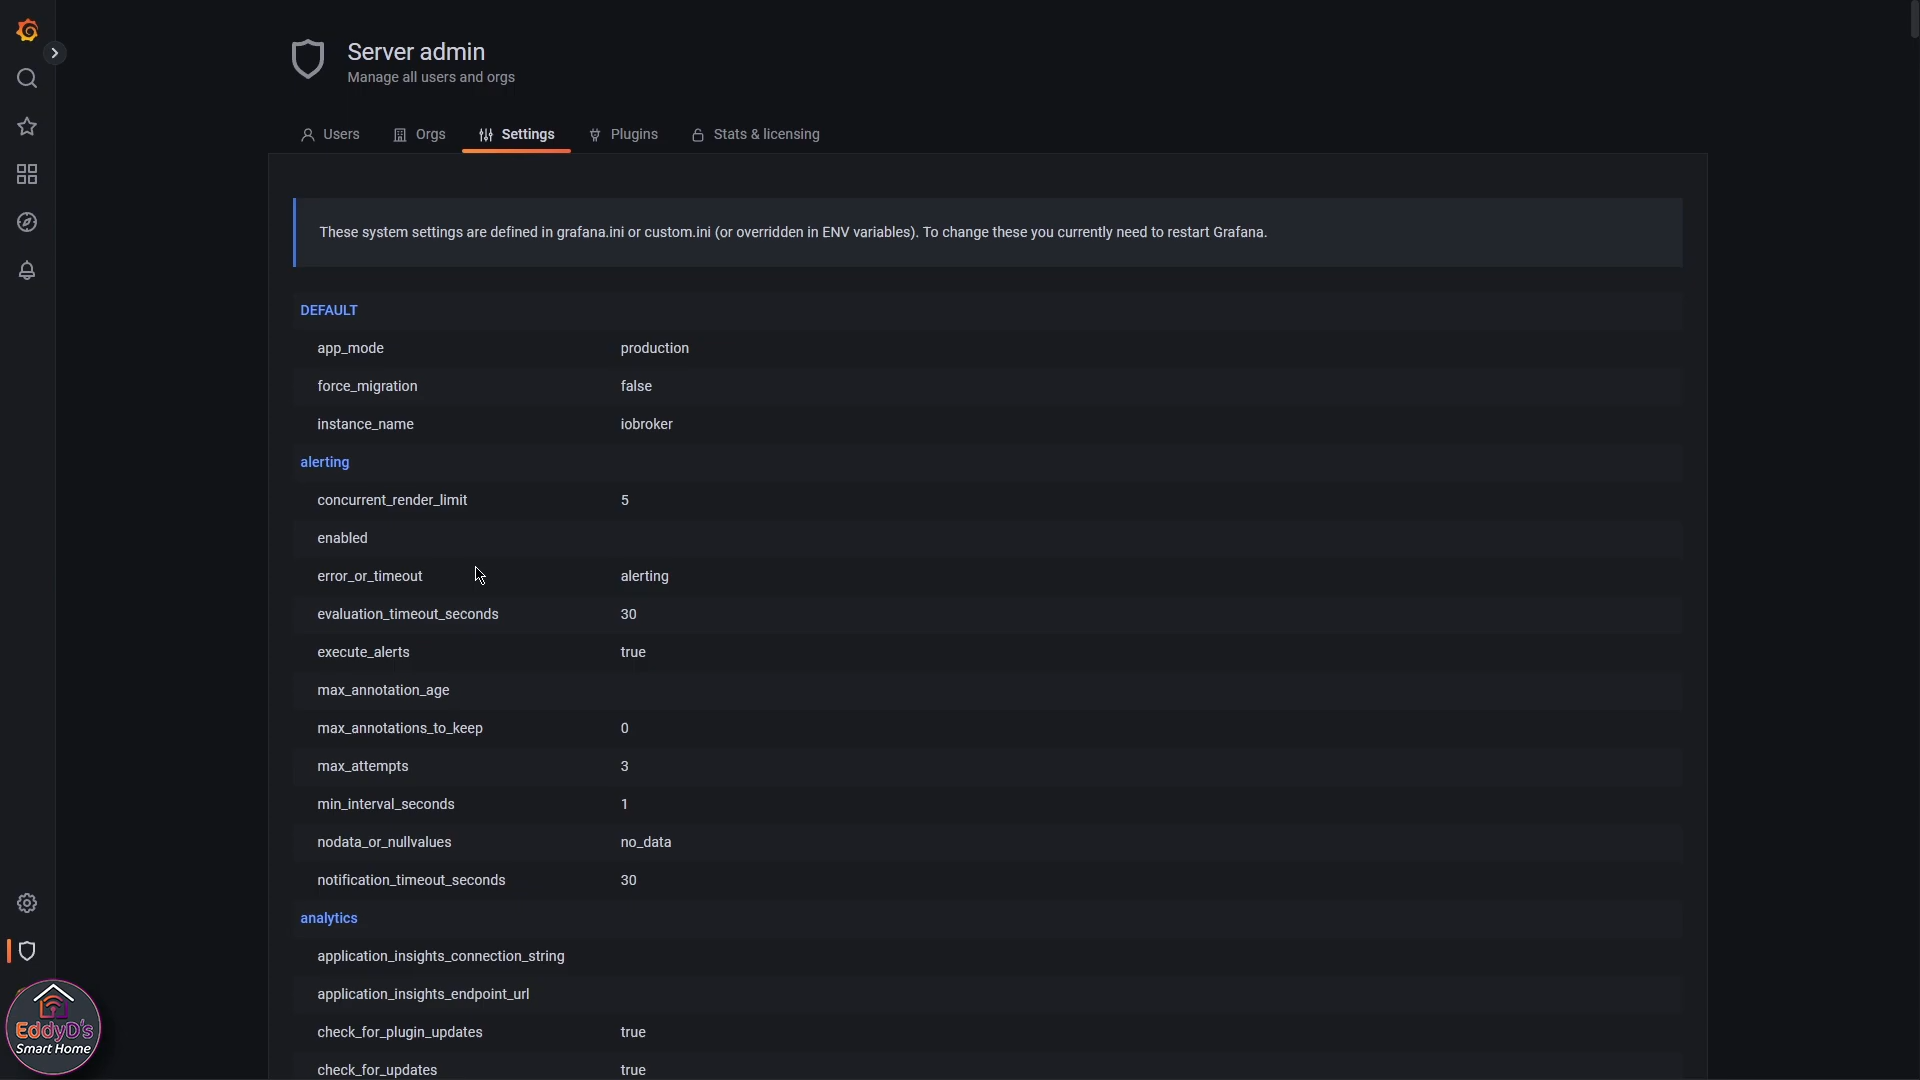 Server admin
Manage all users and orgs
Users Orgs Settings Plugins Stats & licensing
These system settings are defined in grafana.ini or custom.ini (or overridden in ENV variables). To change these you currently need to restart Grafana.
DEFAULT
app_mode production
force_migration false
instance_name iobroker
alerting
concurrent_render_limit 5
enabled
error_or_timeout alerting
evaluation_timeout_seconds 30
execute_alerts true
max_annotation_age
max_annotations_to_keep 0
max_attempts 3
min_interval_seconds 1
nodata_or_nullvalues no_data
notification_timeout_seconds 30
analytics
application_insights_connection_string
application_insights_endpoint_url
check_for_plugin_updates true
check_for_updates true
EddyD's
Smart Home